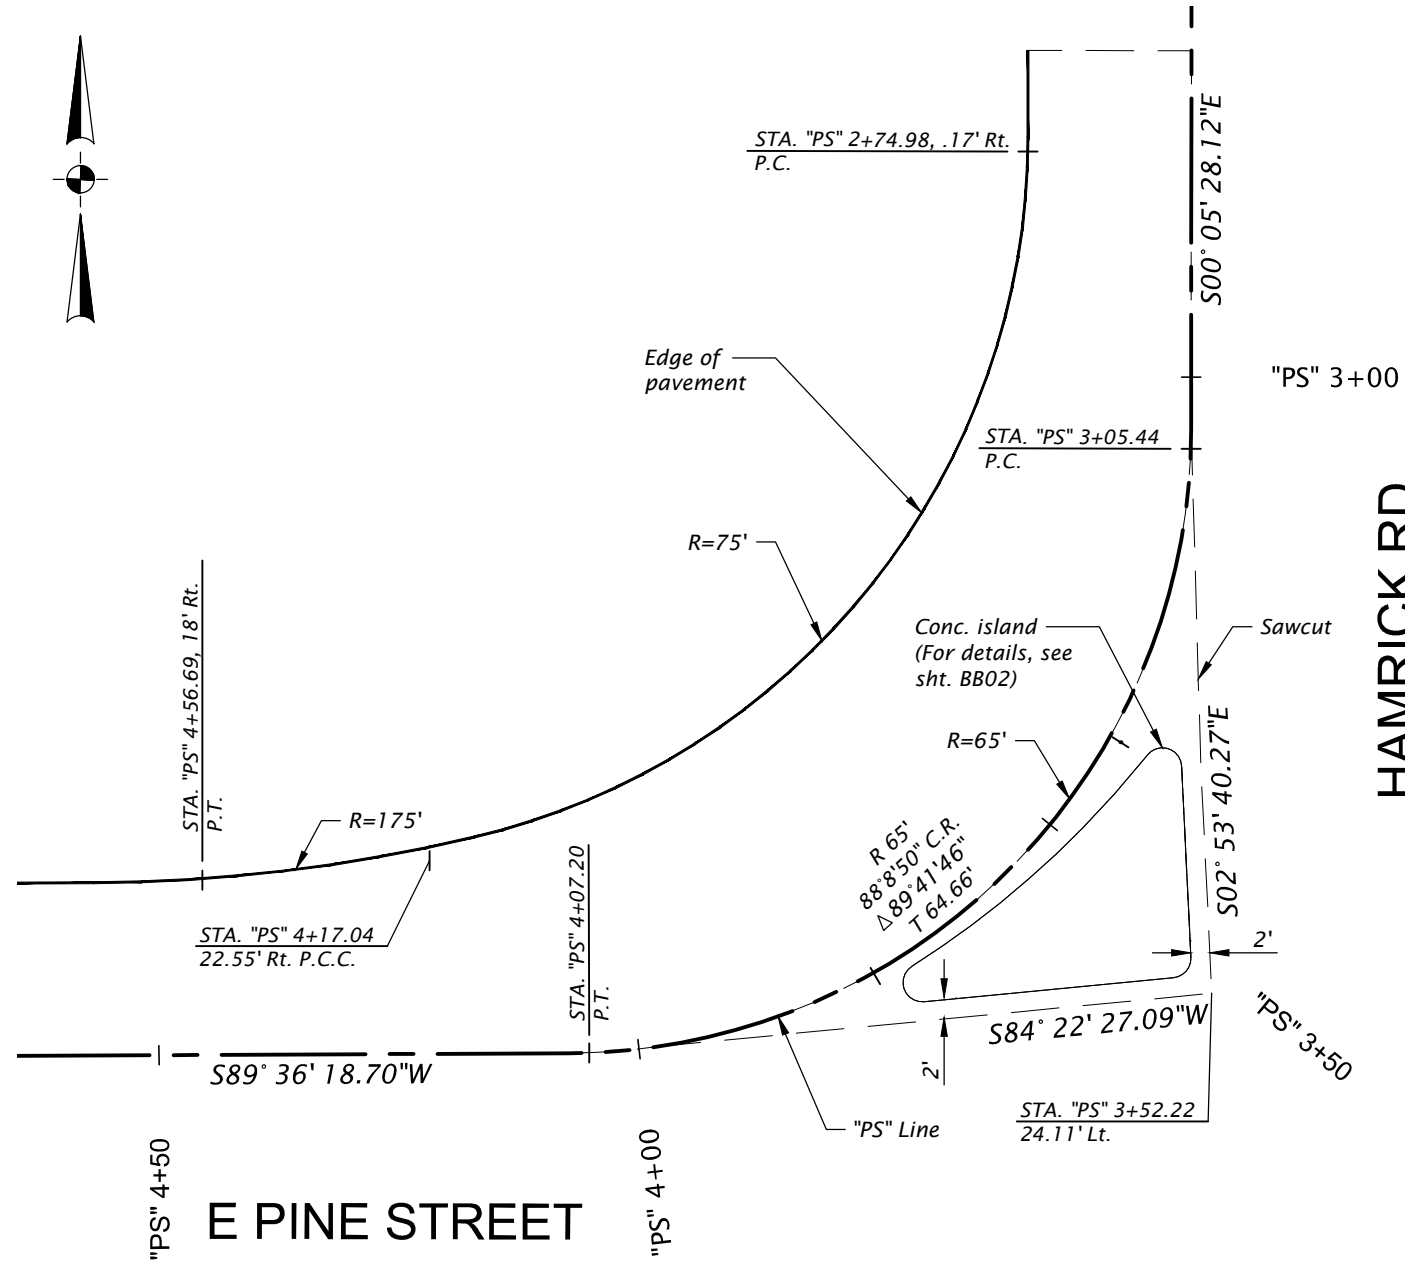 STA. "PS" 2+74.98, .17' Rt.
P.C.
S00° 05' 28.12"E
Edge of
pavement
"PS" 3+00
STA. "PS" 3+05.44
P.C.
HAMRICK RD
R=75'
STA. "PS" 4+56.69, 18' Rt.
P.T.
Conc. island
(For details, see
sht. BB02)
Sawcut
R=65'
S02° 53' 40.27"E
R=175'
R 65'
88°8'50" C.R.
Δ89°41'46"
T 64.66'
STA. "PS" 4+17.04
22.55' Rt. P.C.C.
STA. "PS" 4+07.20
P.T.
2'
S84° 22' 27.09"W
"PS" 3+50
2'
S89° 36' 18.70"W
STA. "PS" 3+52.22
24.11' Lt.
"PS" Line
"PS" 4+50
"PS" 4+00
E PINE STREET